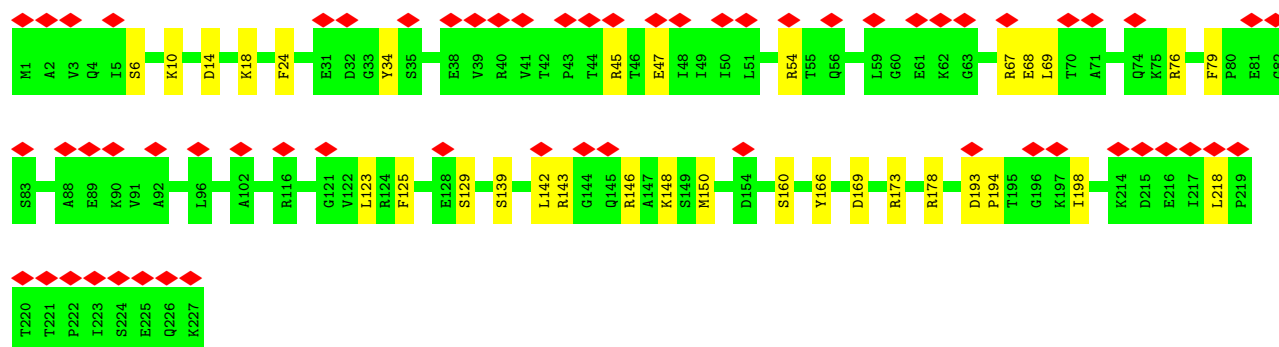 M1 A2 V3 Q4 I5 S6 K10 D14 K18 F24 E31 D32 G33 Y34 S35 E38 V39 R40 V41 T42 P43 T44 R45 T46 E47 I48 I49 I50 L51 R54 T55 Q56 L59 G60 E61 K62 G63 R67 E68 L69 T70 A71 Q74 K75 R76 F79 P80 E81 G82
S83 A88 E89 K90 V91 A92 L96 A102 R116 G121 V122 L123 R124 F125 E128 S129 S139 L142 R143 G144 Q145 R146 A147 K148 S149 M150 D154 S160 Y166 D169 R173 R178 D193 P194 T195 G196 K197 I198 K214 D215 E216 I217 L218 P219
T220 T221 P222 I223 S224 E225 Q226 K227